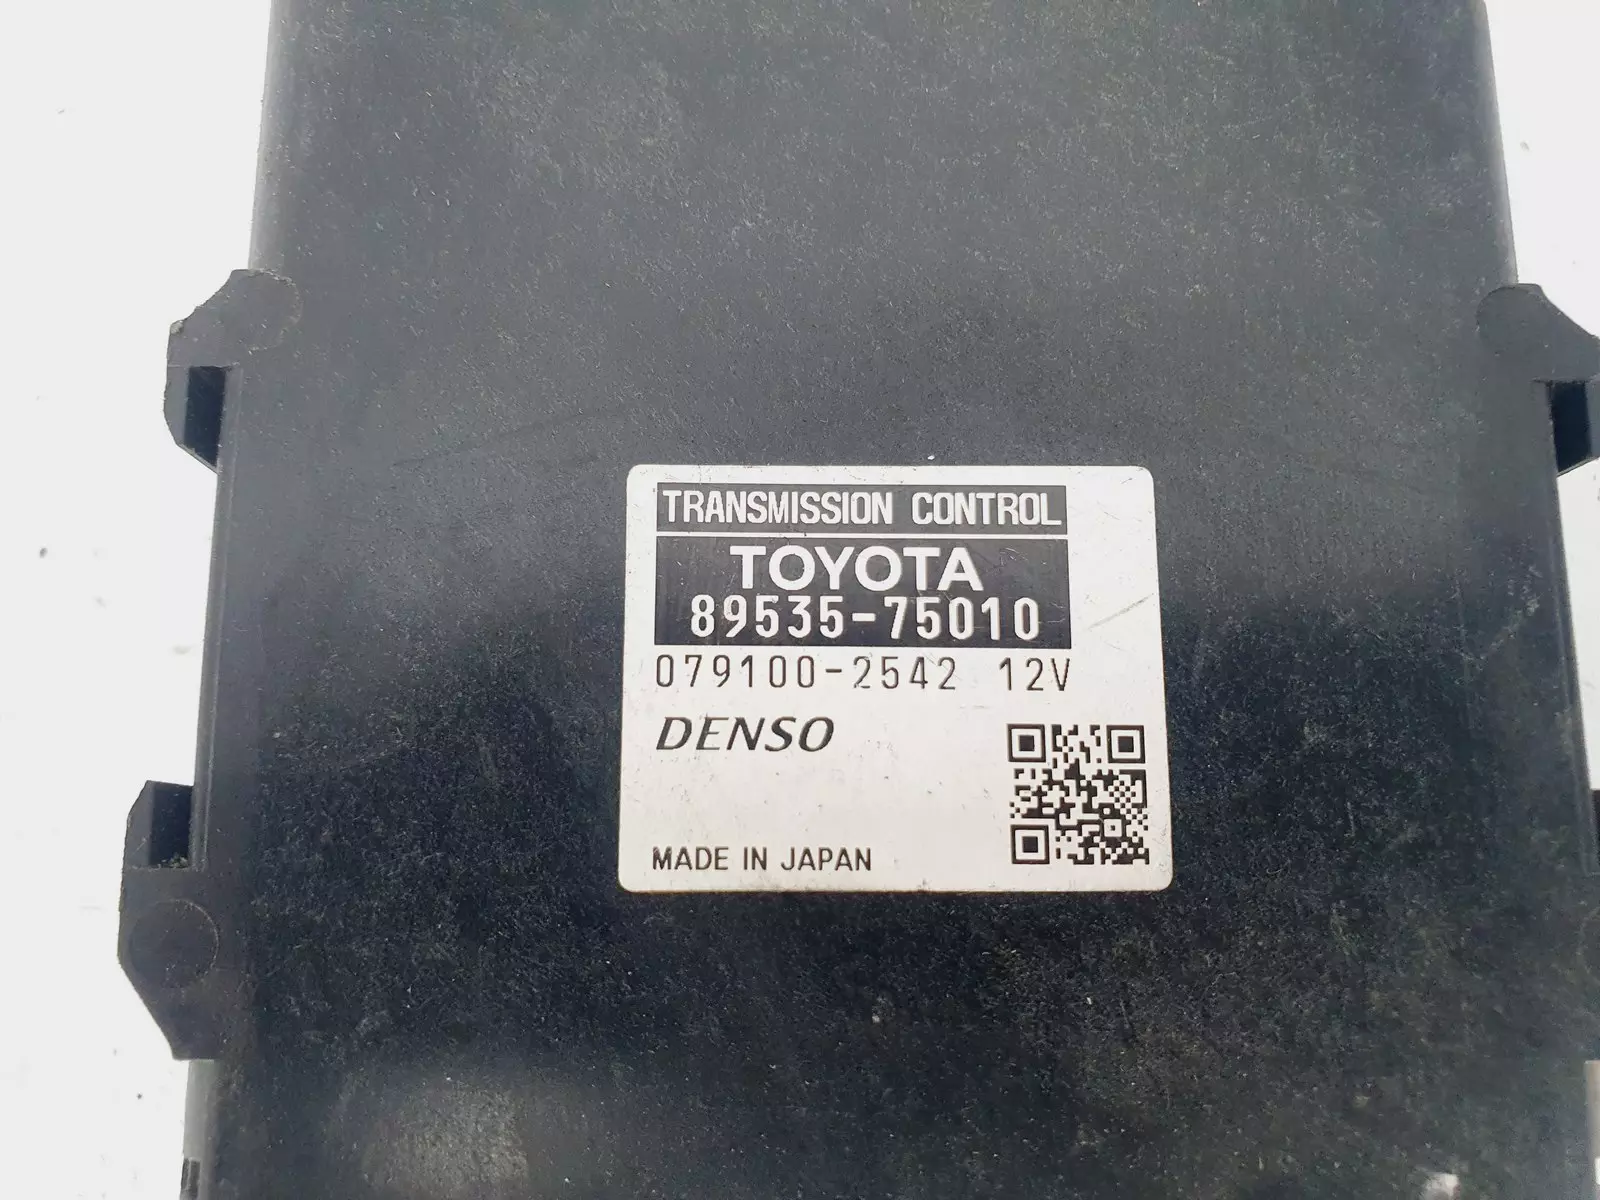 TRANSMISSION CONTROL
TOYOTA
89535-75010
079100-2542 12V
DENSO
MADE IN JAPAN